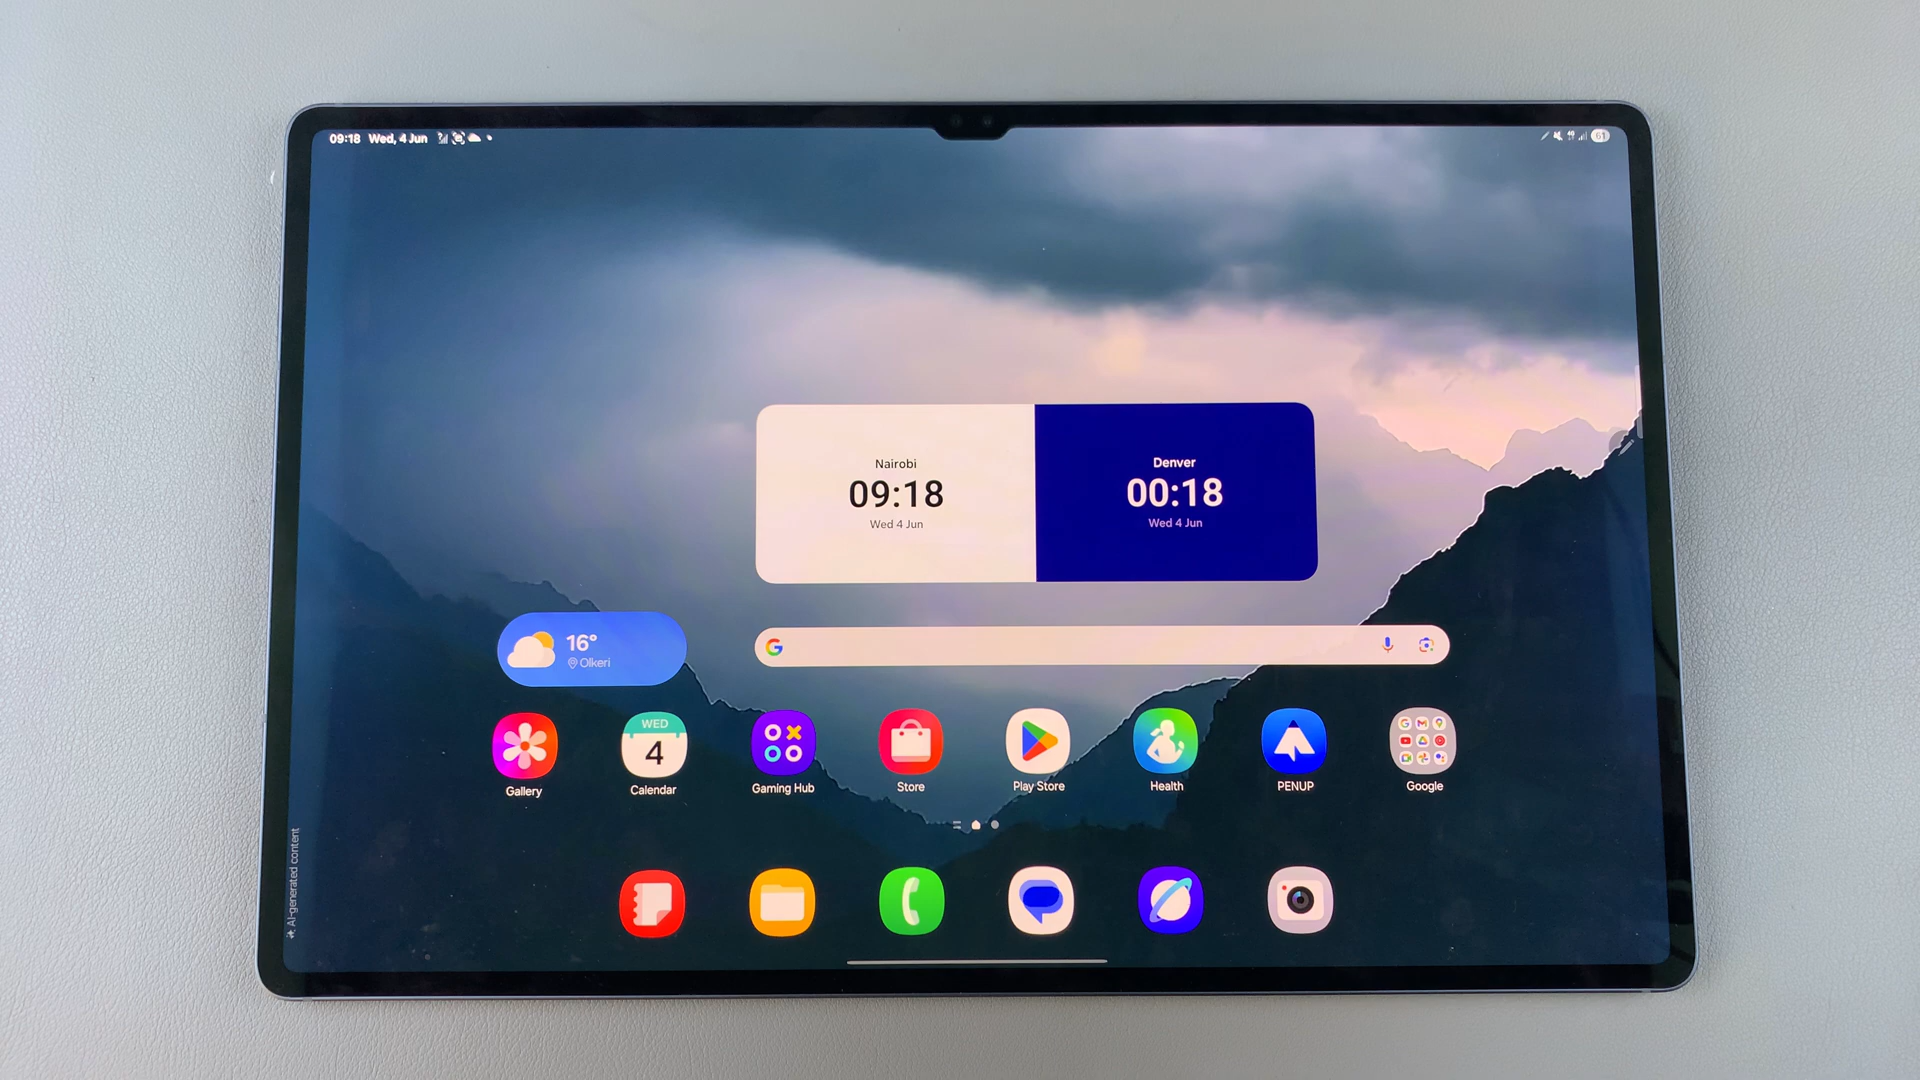 09:18 Wed, 4 Jun
61
Nairobi
09:18
Wed 4 Jun
Denver
00:18
Wed 4 Jun
16°
Olkeri
WED
4
Gallery
Calendar
Gaming Hub
Store
Play Store
Health
PENUP
Google
AI-generated content